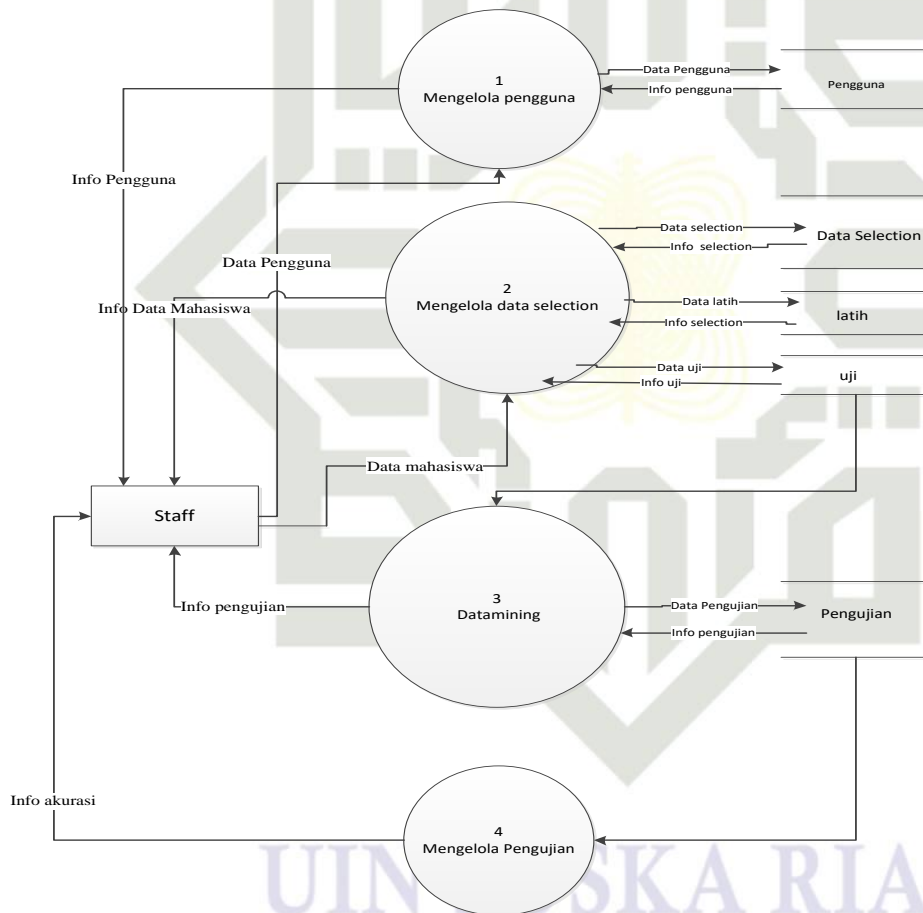 1
Mengelola pengguna
Data Pengguna
Info pengguna
Pengguna
Info Pengguna
Data Pengguna
Info Data Mahasiswa
2
Mengelola data selection
Data selection
Info selection
Data Selection
Data latih
Info selection
latih
Data uji
Info uji
uji
Data mahasiswa
Staff
Info pengujian
3
Datamining
Data Pengujian
Info pengujian
Pengujian
Info akurasi
4
Mengelola Pengujian
UIN SUSKA RIA